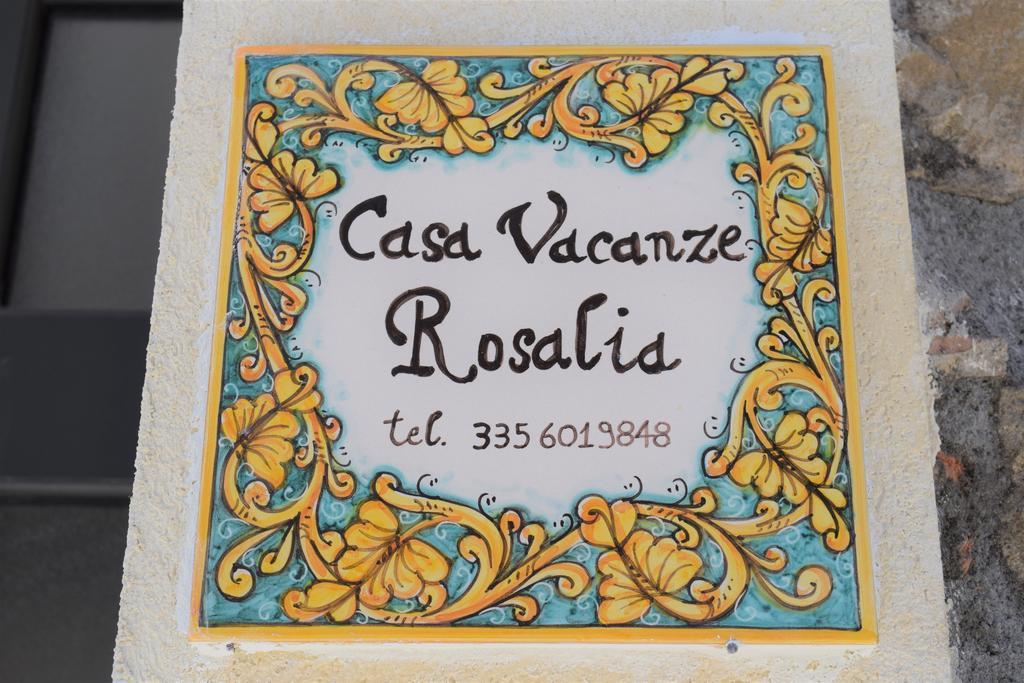 Casa Vacanze
Rosalia
tel. 335 6019848